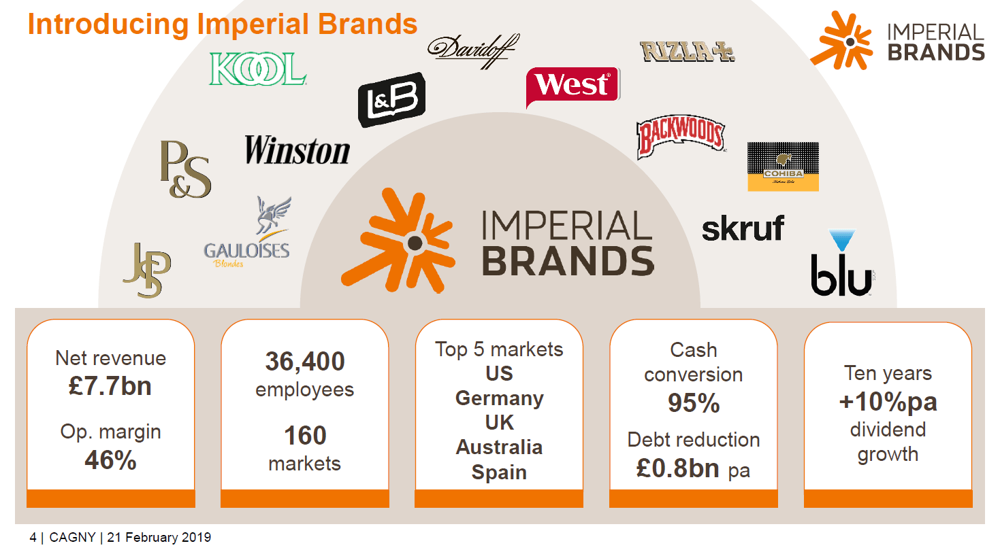 Introducing Imperial Brands
IMPERIAL
BRANDS
KOOL
Davidoff
RIZLA+
L&B
West®
BACKWOODS
P&S
Winston
COHIBA
Habana, Cuba
GAULOISES
Blondes
IMPERIAL
BRANDS
skruf
JPS
blu
Net revenue
£7.7bn
Op. margin
46%
36,400
employees
160
markets
Top 5 markets
US
Germany
UK
Australia
Spain
Cash
conversion
95%
Debt reduction
£0.8bn pa
Ten years
+10%pa
dividend
growth
4 | CAGNY | 21 February 2019